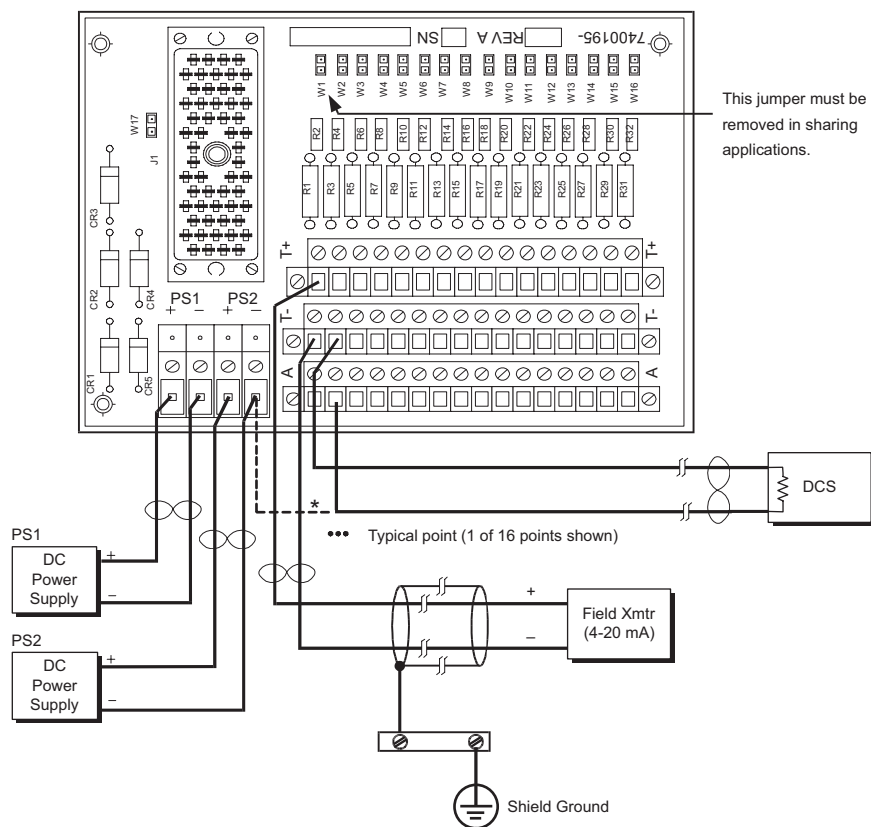 SN REV A 7400195-
W1 W2 W3 W4 W5 W6 W7 W8 W9 W10 W11 W12 W13 W14 W15 W16
This jumper must be
removed in sharing
applications.
W17
J1
R2 R4 R6 R8 R10 R12 R14 R16 R18 R20 R22 R24 R26 R28 R30 R32
R1 R3 R5 R7 R9 R11 R13 R15 R17 R19 R21 R23 R25 R27 R29 R31
CR3
T+ T+
CR2 CR4
PS1 PS2
+ − + −
T- T-
CR1 CR5
A A
DCS
*
••• Typical point (1 of 16 points shown)
PS1
DC
Power
Supply
+
−
+
−
Field Xmtr
(4-20 mA)
PS2
DC
Power
Supply
+
−
Shield Ground